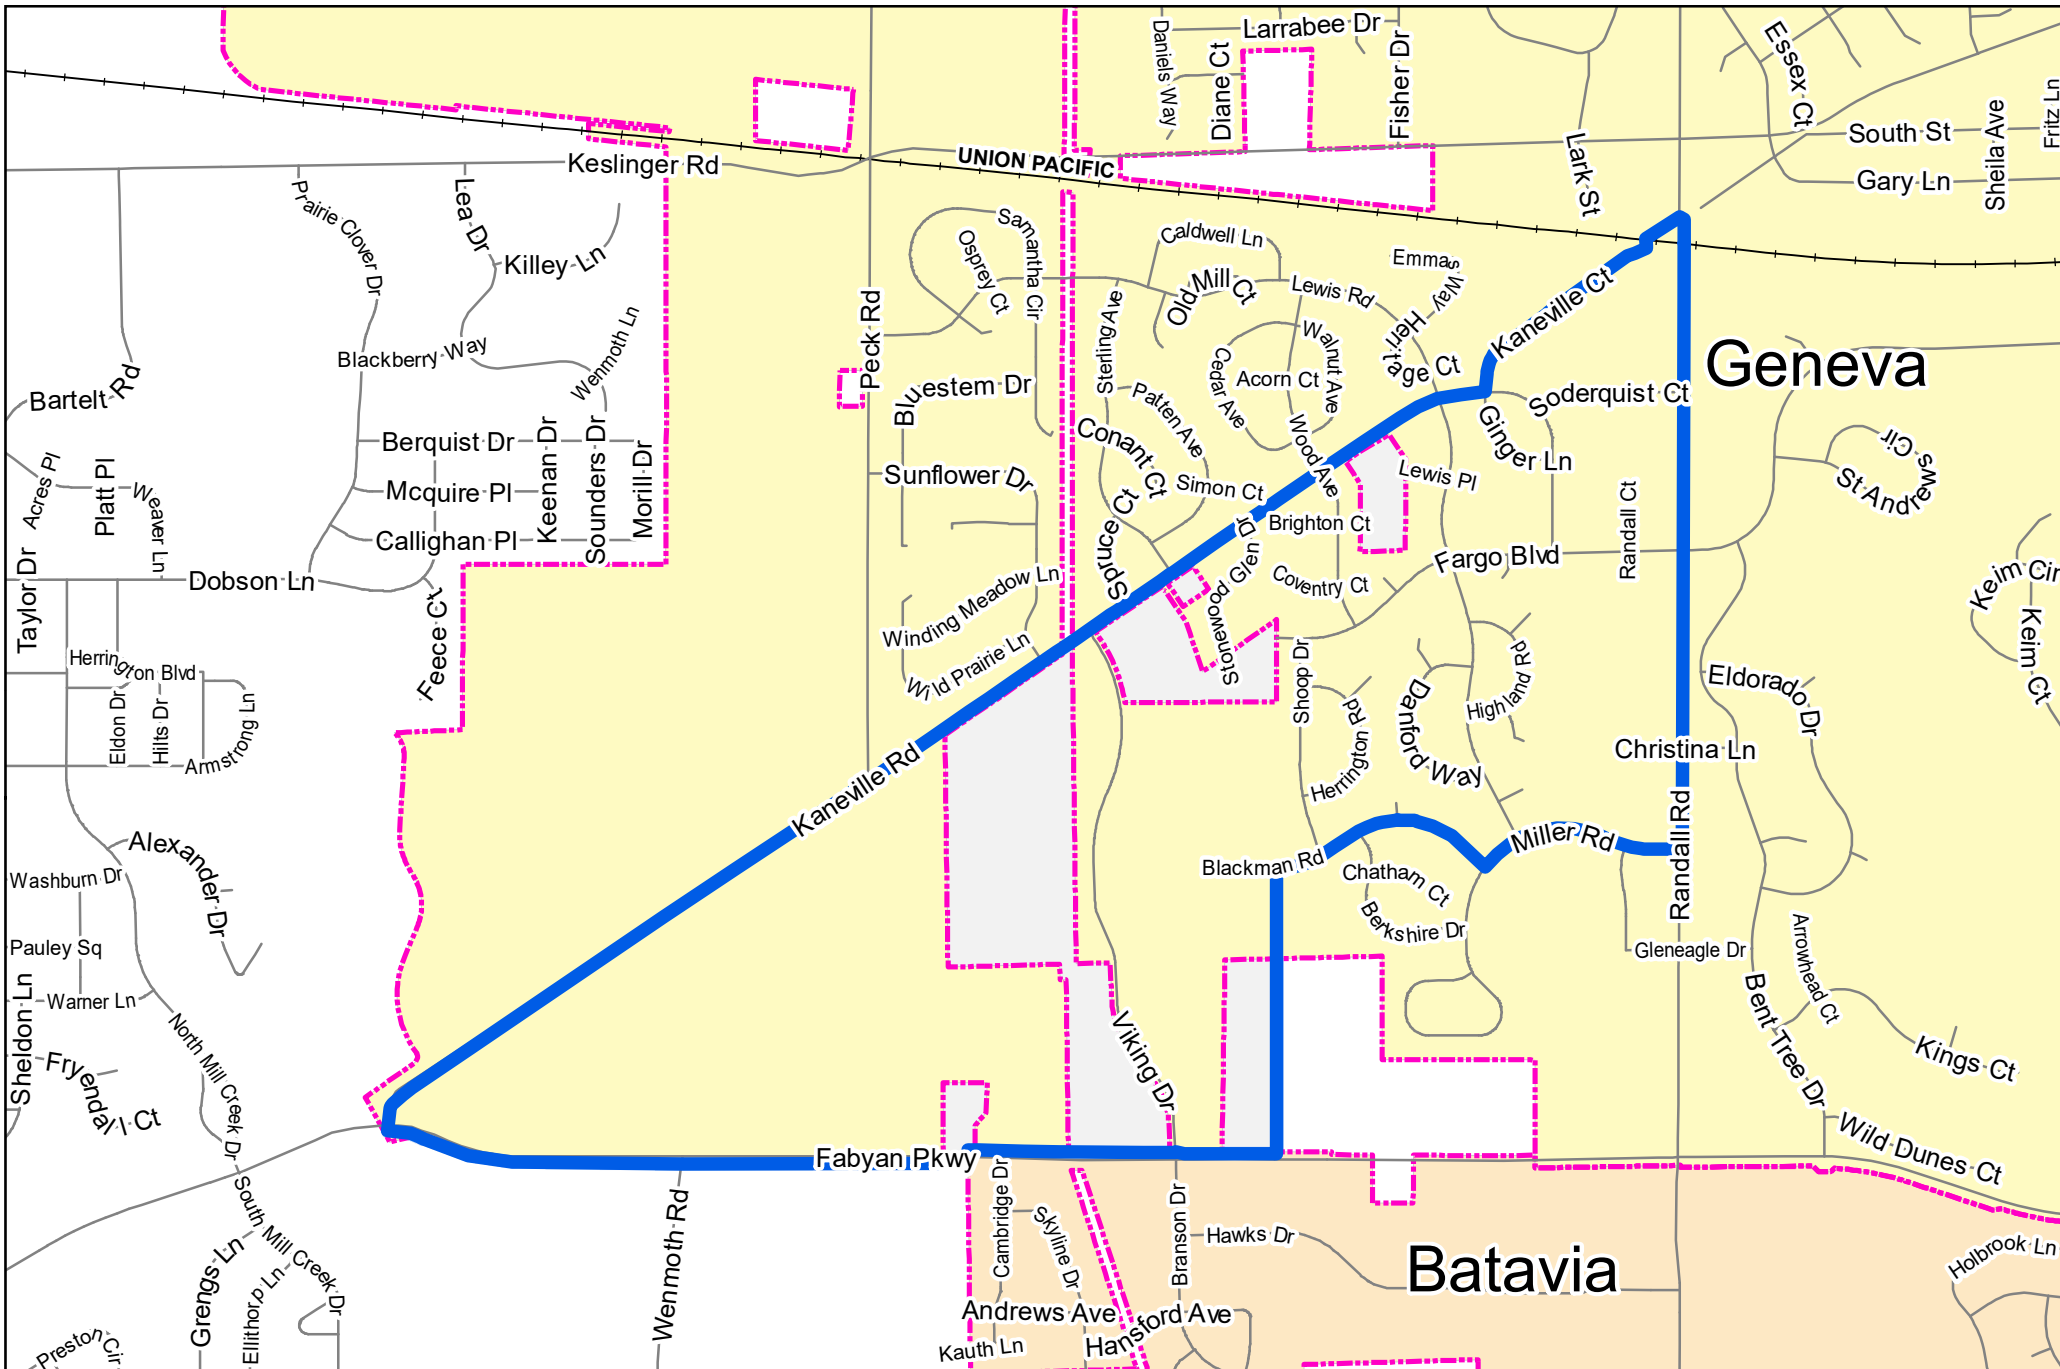 Larrabee Dr
Daniels Way
Diane Ct
Fisher Dr
Essex Ct
South St
Sheila Ave
Fritz Ln
Lark St
Gary Ln
Keslinger Rd
UNION PACIFIC
Prairie Clover Dr
Lea Dr
Killey Ln
Samantha Cir
Osprey Ct
Caldwell Ln
Old Mill Ct
Emmas Way
Lewis Rd
Heritage Ct
Kaneville Ct
Geneva
Peck Rd
Sterling Ave
Walnut Ave
Cedar Ave
Acorn Ct
Blackberry Way
Wenmoth Ln
Bartelt Rd
Bluestem Dr
Patten Ave
Soderquist Ct
Ginger Ln
Berquist Dr
Keenan Dr
Sounders Dr
Morill Dr
Mcquire Pl
Callighan Pl
Acres Pl
Platt Pl
Weaver Ln
Sunflower Dr
Conant Ct
Simon Ct
Wood Ave
Lewis Pl
St Andrews Cir
Randall Ct
Spruce Ct
Brighton Ct
Stonewood Glen Dr
Coventry Ct
Fargo Blvd
Taylor Dr
Dobson Ln
Feece Ct
Winding Meadow Ln
Wild Prairie Ln
Keim Cir
Keim Ct
Herrington Blvd
Eldon Dr
Hilts Dr
Armstrong Ln
Shoop Dr
Herrington Rd
Danford Way
Highland Rd
Eldorado Dr
Christina Ln
Kaneville Rd
Alexander Dr
Washburn Dr
Blackman Rd
Miller Rd
Randall Rd
Chatham Ct
Berkshire Dr
Gleneagle Dr
Arrowhead Ct
Pauley Sq
Warner Ln
Sheldon Ln
Fryendall Ct
North Mill Creek Dr
Viking Dr
Bent Tree Dr
Kings Ct
Fabyan Pkwy
Wild Dunes Ct
South Mill Creek Dr
Grengs Ln
Ellithorp Ln
Preston Cir
Wenmoth Rd
Cambridge Dr
Skyline Dr
Branson Dr
Hawks Dr
Batavia
Holbrook Ln
Andrews Ave
Hansford Ave
Kauth Ln